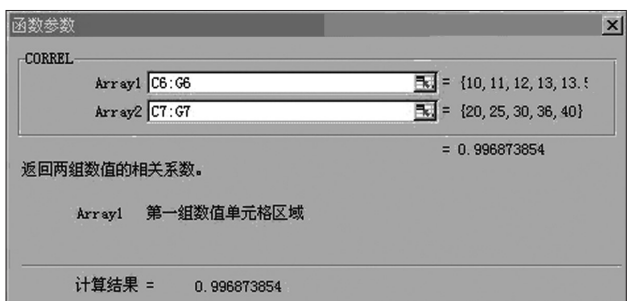 函数参数
CORREL
Array1 C6:G6 = {10, 11, 12, 13, 13.5
Array2 C7:G7 = {20, 25, 30, 36, 40}
= 0.996873854
返回两组数值的相关系数。
Array1 第一组数值单元格区域
计算结果 = 0.996873854